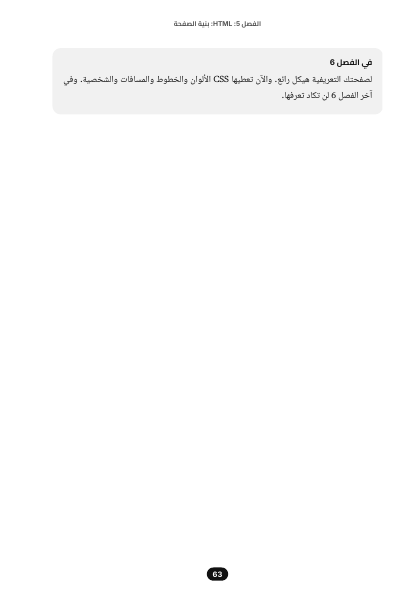 الفصل 5: HTML: بنية الصفحة
في الفصل 6
لصفحتك التعريفية هيكل رائع. والآن تعطيها CSS الألوان والخطوط والمسافات والشخصية. وفي
آخر الفصل 6 لن تكاد تعرفها.
63